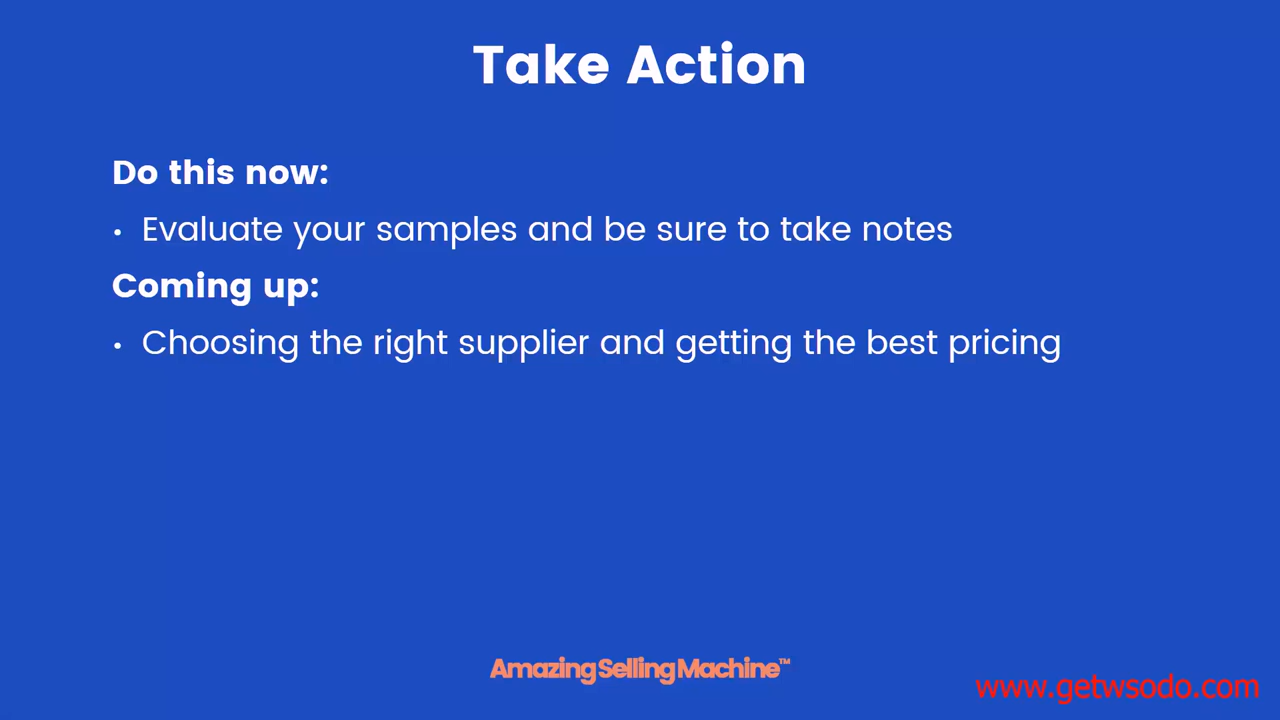 Take Action
Do this now:
• Evaluate your samples and be sure to take notes
Coming up:
• Choosing the right supplier and getting the best pricing
Amazing Selling Machine™
www.getwsodo.com